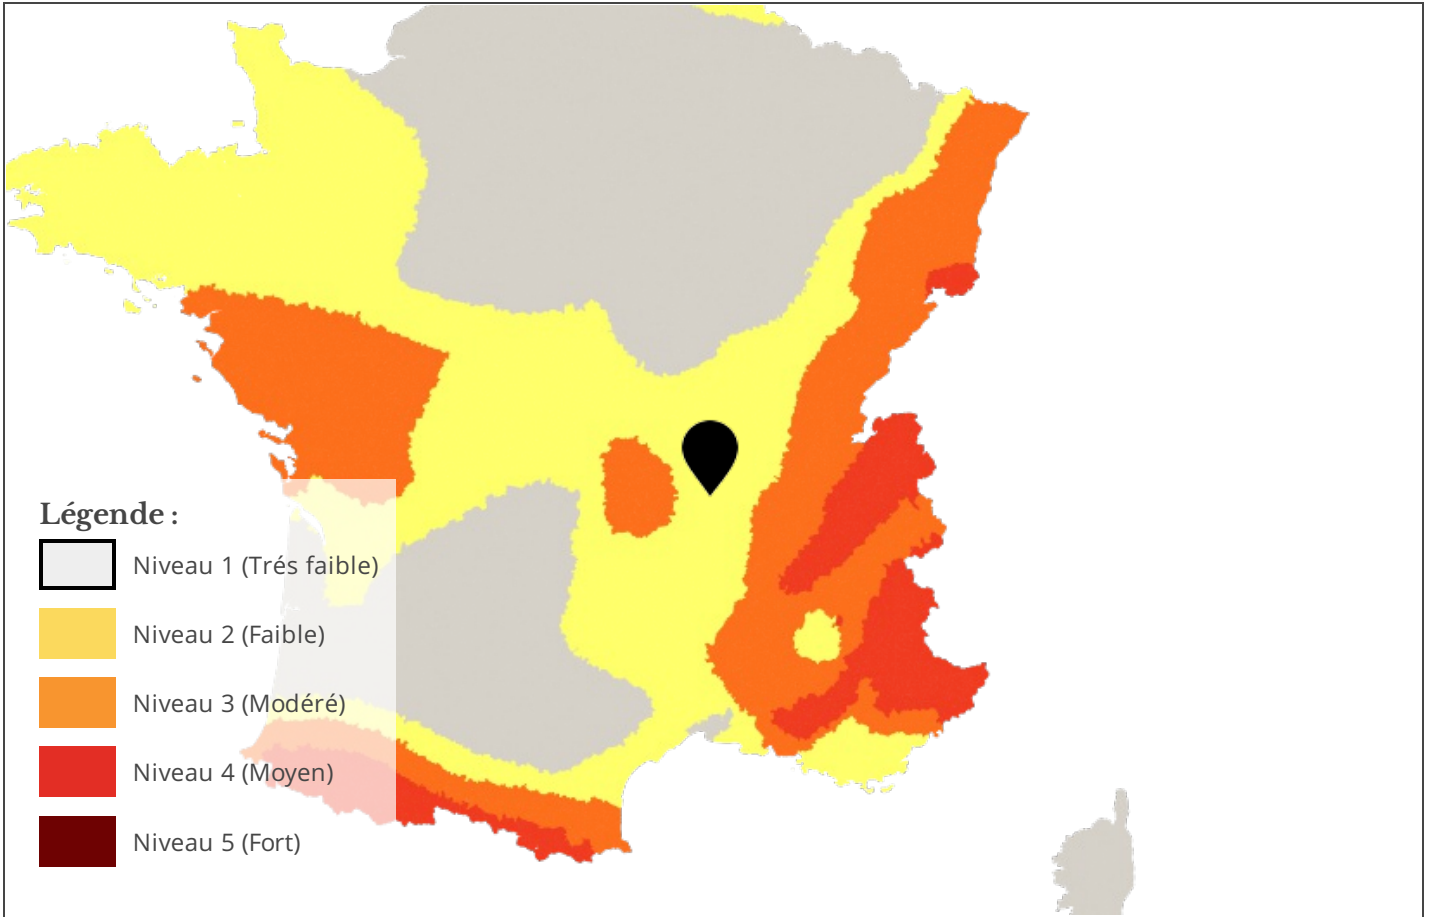 Légende :
Niveau 1 (Trés faible)
Niveau 2 (Faible)
Niveau 3 (Modéré)
Niveau 4 (Moyen)
Niveau 5 (Fort)